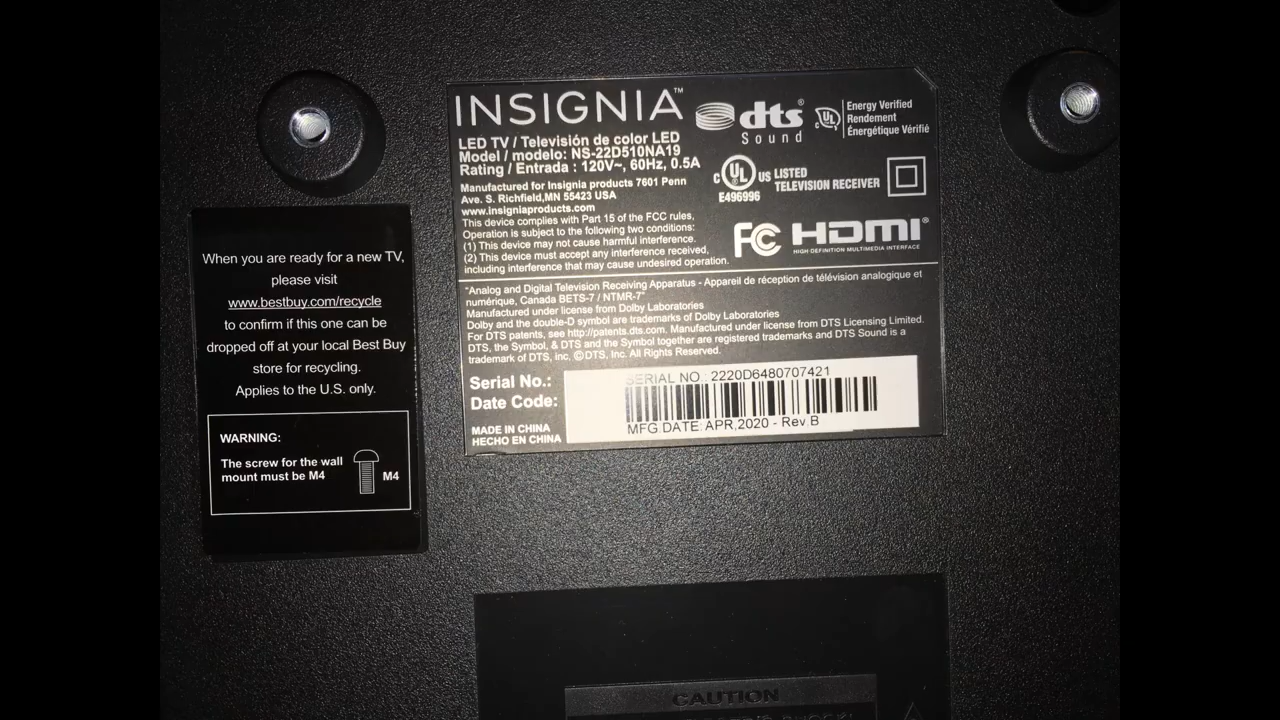 INSIGNIA™
LED TV / Televisión de color LED
Model / modelo: NS-22D510NA19
Rating / Entrada : 120V~, 60Hz, 0.5A
Manufactured for Insignia products 7601 Penn
Ave. S. Richfield,MN 55423 USA
www.insigniaproducts.com
This device complies with Part 15 of the FCC rules,
Operation is subject to the following two conditions:
(1) This device may not cause harmful interference.
(2) This device must accept any interference received,
including interference that may cause undesired operation.
dts®
Sound
UL
Energy Verified
Rendement
Énergétique Vérifié
C UL US LISTED
TELEVISION RECEIVER
E496996
FC HDMI®
HIGH DEFINITION MULTIMEDIA INTERFACE
"Analog and Digital Television Receiving Apparatus - Appareil de réception de télévision analogique et
numérique, Canada BETS-7 / NTMR-7"
Manufactured under license from Dolby Laboratories
Dolby and the double-D symbol are trademarks of Dolby Laboratories
For DTS patents, see http://patents.dts.com. Manufactured under license from DTS Licensing Limited.
DTS, the Symbol, & DTS and the Symbol together are registered trademarks and DTS Sound is a
trademark of DTS, inc, ©DTS, Inc. All Rights Reserved.
Serial No.:
Date Code:
MADE IN CHINA
HECHO EN CHINA
SERIAL NO.: 2220D6480707421
MFG DATE: APR,2020 - Rev.B
When you are ready for a new TV,
please visit
www.bestbuy.com/recycle
to confirm if this one can be
dropped off at your local Best Buy
store for recycling.
Applies to the U.S. only.
WARNING:
The screw for the wall
mount must be M4
M4
CAUTION